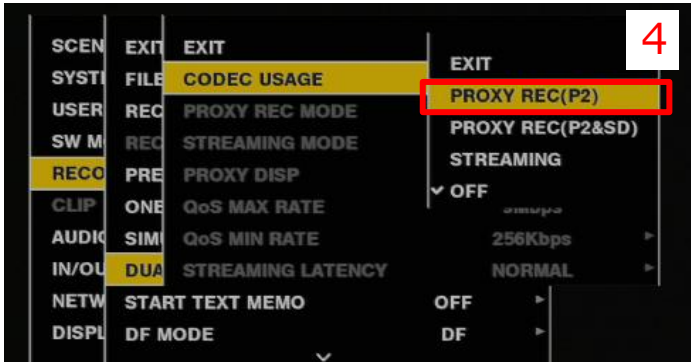 4
SCEN EXIT EXIT
EXIT
SYST FILE CODEC USAGE
PROXY REC(P2)
USER REC PROXY REC MODE
PROXY REC(P2&SD)
SW M REC STREAMING MODE
STREAMING
RECO PRE PROXY DISP
OFF
CLIP ONE QoS MAX RATE
AUDI SIM QoS MIN RATE 256Kbps
IN/OU DUA STREAMING LATENCY NORMAL
NETW START TEXT MEMO OFF
DISPL DF MODE DF